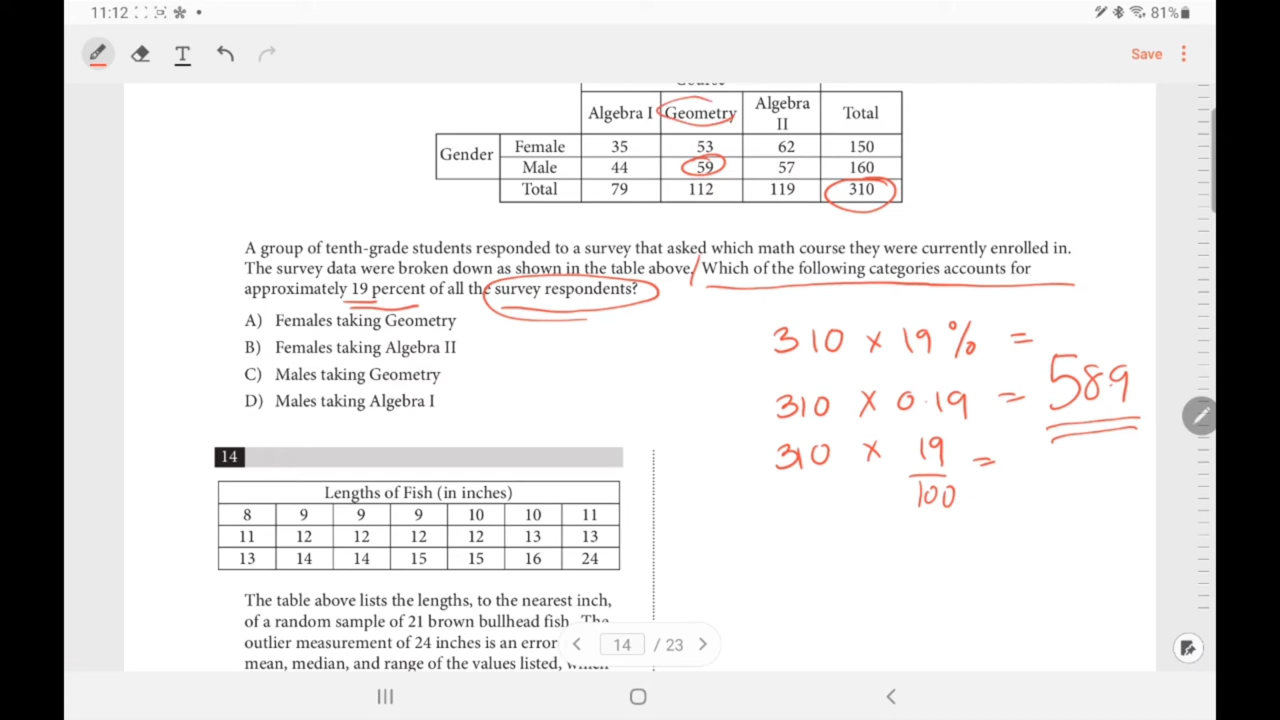 11:12
81%
T
Save
Algebra I Geometry Algebra II Total
Gender
Female 35 53 62 150
Male 44 59 57 160
Total 79 112 119 310
A group of tenth-grade students responded to a survey that asked which math course they were currently enrolled in.
The survey data were broken down as shown in the table above. Which of the following categories accounts for
approximately 19 percent of all the survey respondents?
A) Females taking Geometry
B) Females taking Algebra II
C) Males taking Geometry
D) Males taking Algebra I
310 × 19% =
310 × 0.19 = 58.9
310 × 19/100 =
14
Lengths of Fish (in inches)
8 9 9 9 10 10 11
11 12 12 12 12 13 13
13 14 14 15 15 16 24
The table above lists the lengths, to the nearest inch,
of a random sample of 21 brown bullhead fish. The
outlier measurement of 24 inches is an error
mean, median, and range of the values listed, which
14 / 23